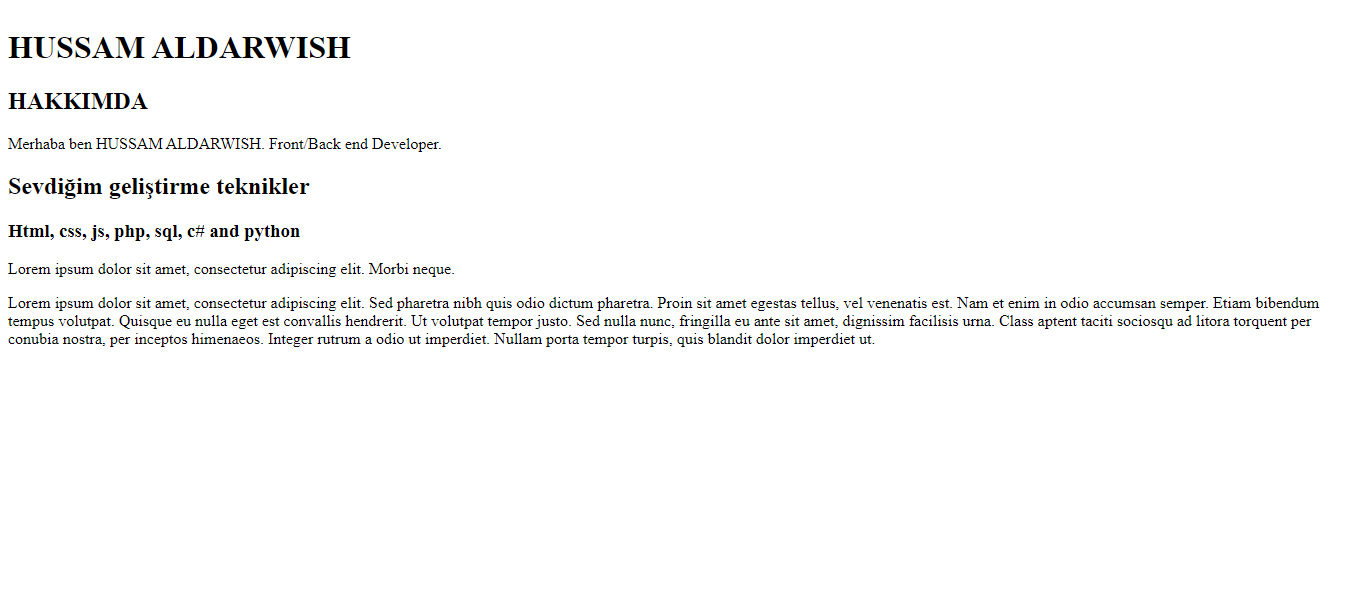 HUSSAM ALDARWISH
HAKKIMDA
Merhaba ben HUSSAM ALDARWISH. Front/Back end Developer.
Sevdiğim geliştirme teknikler
Html, css, js, php, sql, c# and python
Lorem ipsum dolor sit amet, consectetur adipiscing elit. Morbi neque.
Lorem ipsum dolor sit amet, consectetur adipiscing elit. Sed pharetra nibh quis odio dictum pharetra. Proin sit amet egestas tellus, vel venenatis est. Nam et enim in odio accumsan semper. Etiam bibendum
tempus volutpat. Quisque eu nulla eget est convallis hendrerit. Ut volutpat tempor justo. Sed nulla nunc, fringilla eu ante sit amet, dignissim facilisis urna. Class aptent taciti sociosqu ad litora torquent per
conubia nostra, per inceptos himenaeos. Integer rutrum a odio ut imperdiet. Nullam porta tempor turpis, quis blandit dolor imperdiet ut.